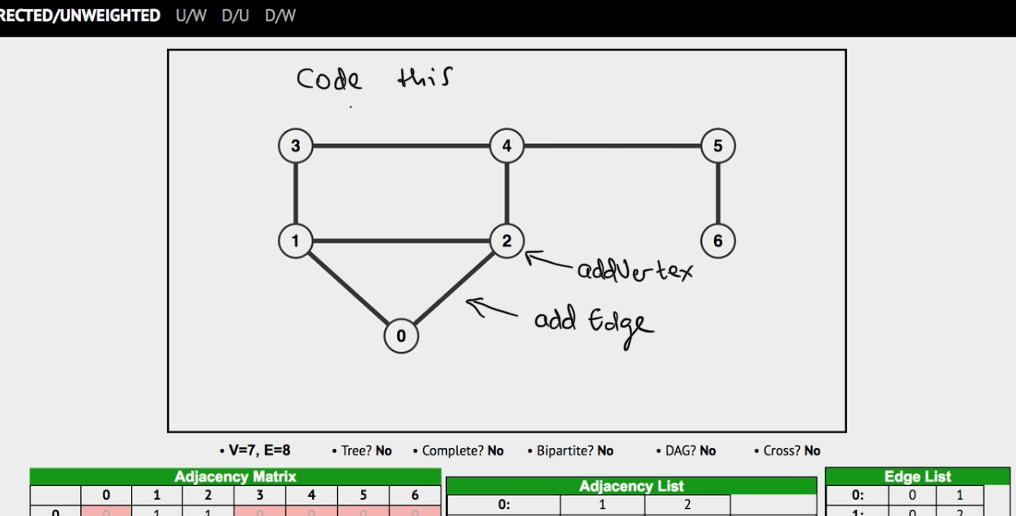 RECTED/UNWEIGHTED U/W D/U D/W
Code this
3 4 5
1 2 6
addVertex
add Edge
0
• V=7, E=8 • Tree? No • Complete? No • Bipartite? No • DAG? No • Cross? No
Adjacency Matrix
0 1 2 3 4 5 6
0 0 1 1 0 0 0 0
Adjacency List
0: 1 2
Edge List
0: 0 1
1: 0 2